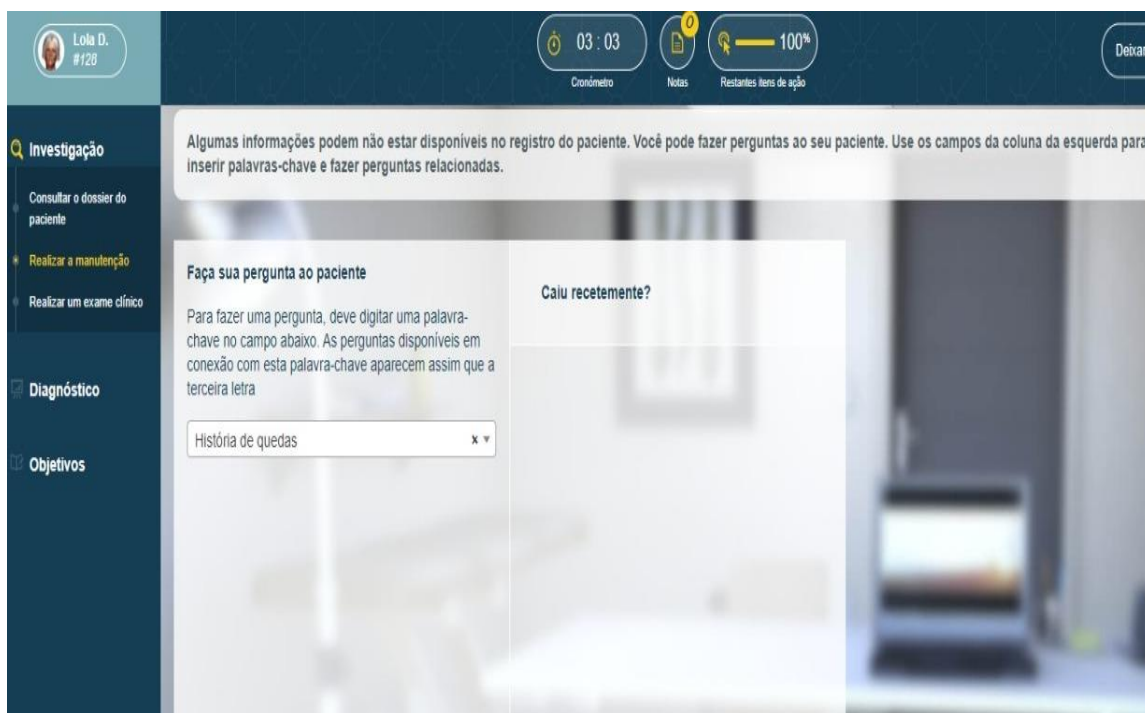 Lola D.
#126
03 : 03
Cronómetro
0
Notas
100%
Restantes itens de ação
Deixar
Investigação
Consultar o dossier do
paciente
Realizar a manutenção
Realizar um exame clínico
Diagnóstico
Objetivos
Algumas informações podem não estar disponíveis no registro do paciente. Você pode fazer perguntas ao seu paciente. Use os campos da coluna da esquerda para
inserir palavras-chave e fazer perguntas relacionadas.
Faça sua pergunta ao paciente
Para fazer uma pergunta, deve digitar uma palavra-
chave no campo abaixo. As perguntas disponíveis em
conexão com esta palavra-chave aparecem assim que a
terceira letra
História de quedas x
Caiu recetemente?